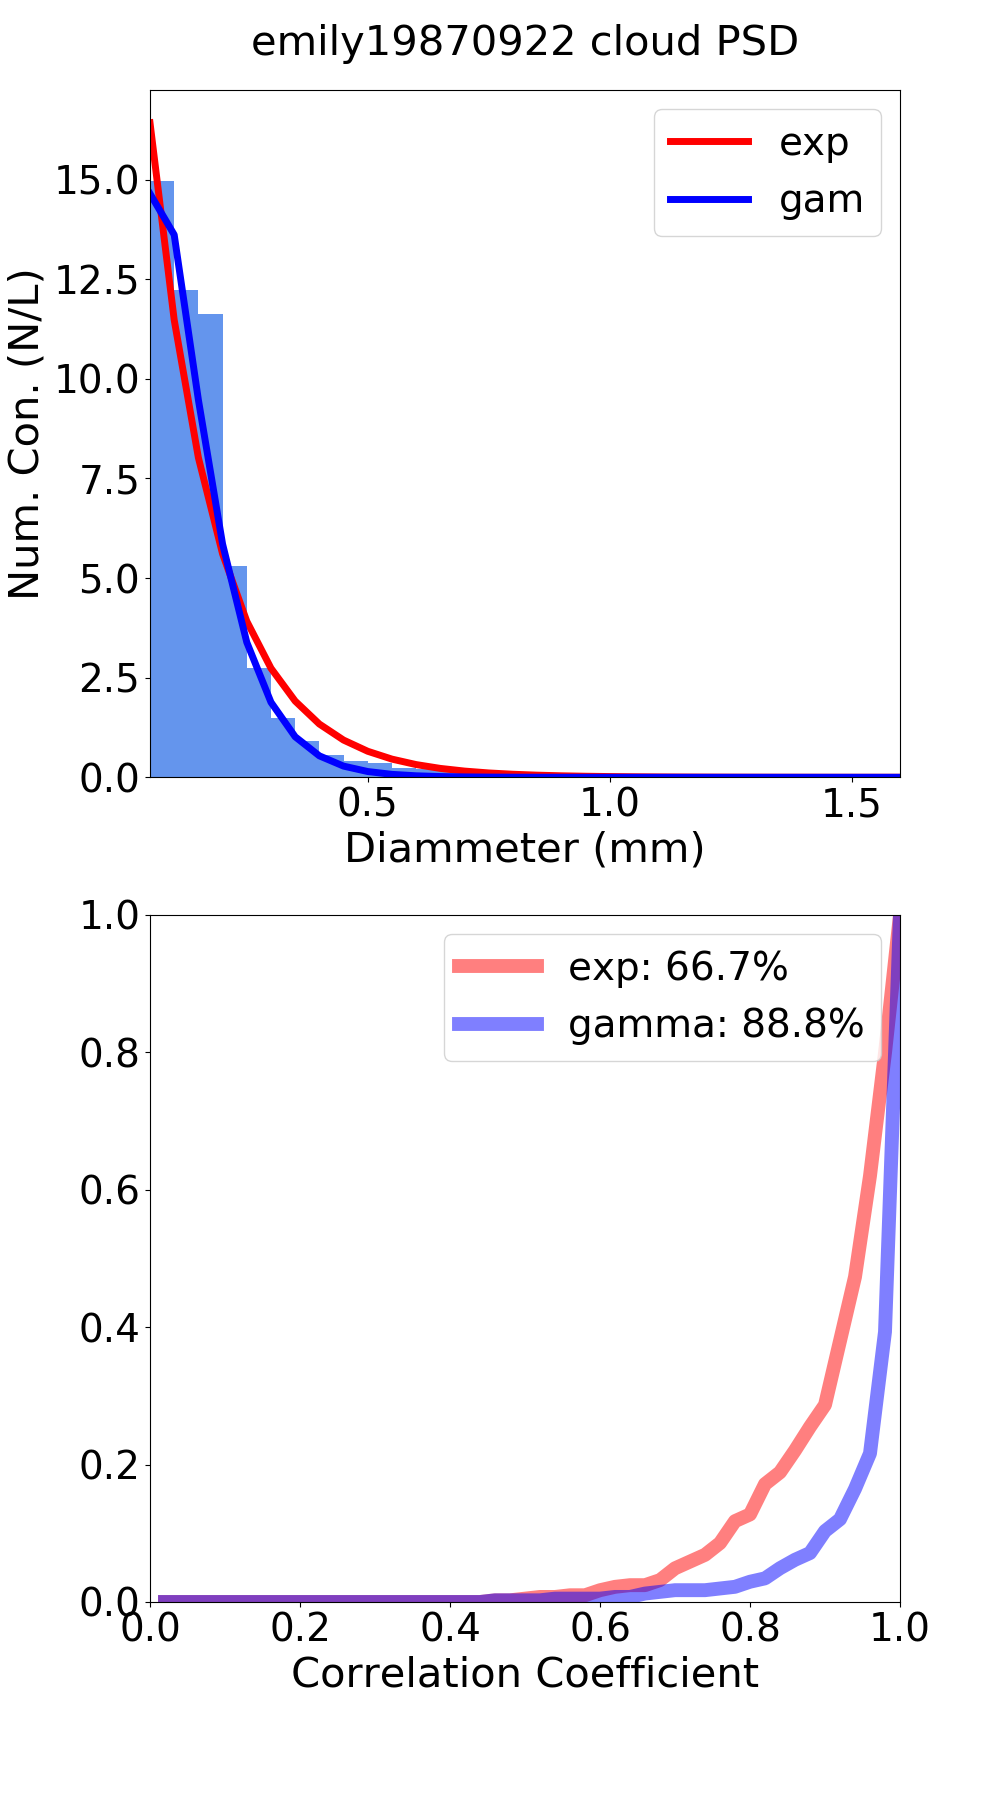 emily19870922 cloud PSD
exp
gam
15.0
12.5
10.0
7.5
5.0
2.5
0.0
Num. Con. (N/L)
0.5 1.0 1.5
Diammeter (mm)
exp: 66.7%
gamma: 88.8%
1.0
0.8
0.6
0.4
0.2
0.0
0.0 0.2 0.4 0.6 0.8 1.0
Correlation Coefficient